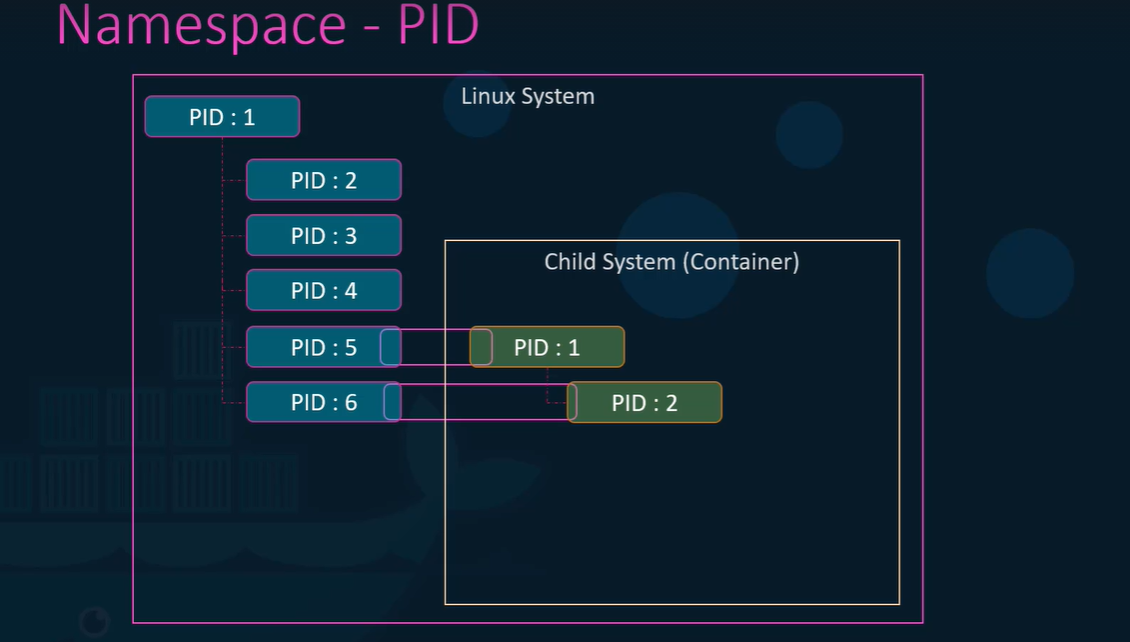 Namespace - PID
Linux System
PID : 1
PID : 2
PID : 3
Child System (Container)
PID : 4
PID : 5
PID : 1
PID : 6
PID : 2